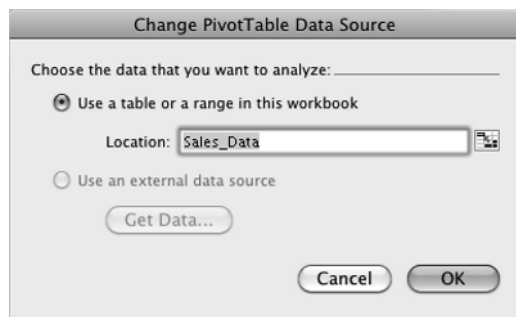 Change PivotTable Data Source
Choose the data that you want to analyze:
Use a table or a range in this workbook
Location: Sales_Data
Use an external data source
Get Data...
Cancel OK